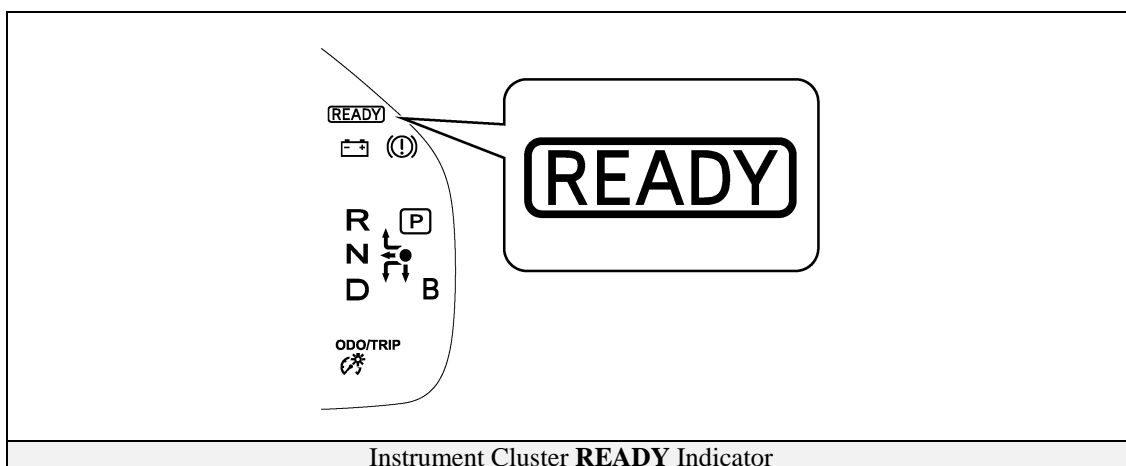 READY
READY
R P
N
D B
ODO/TRIP
Instrument Cluster READY Indicator